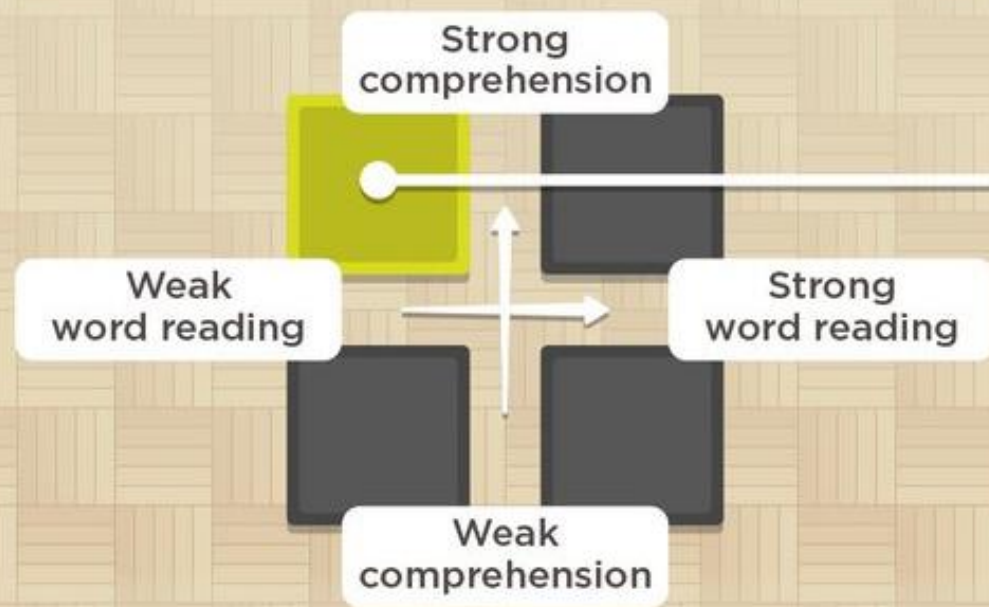 Strong
comprehension
Weak
word reading
Strong
word reading
Weak
comprehension